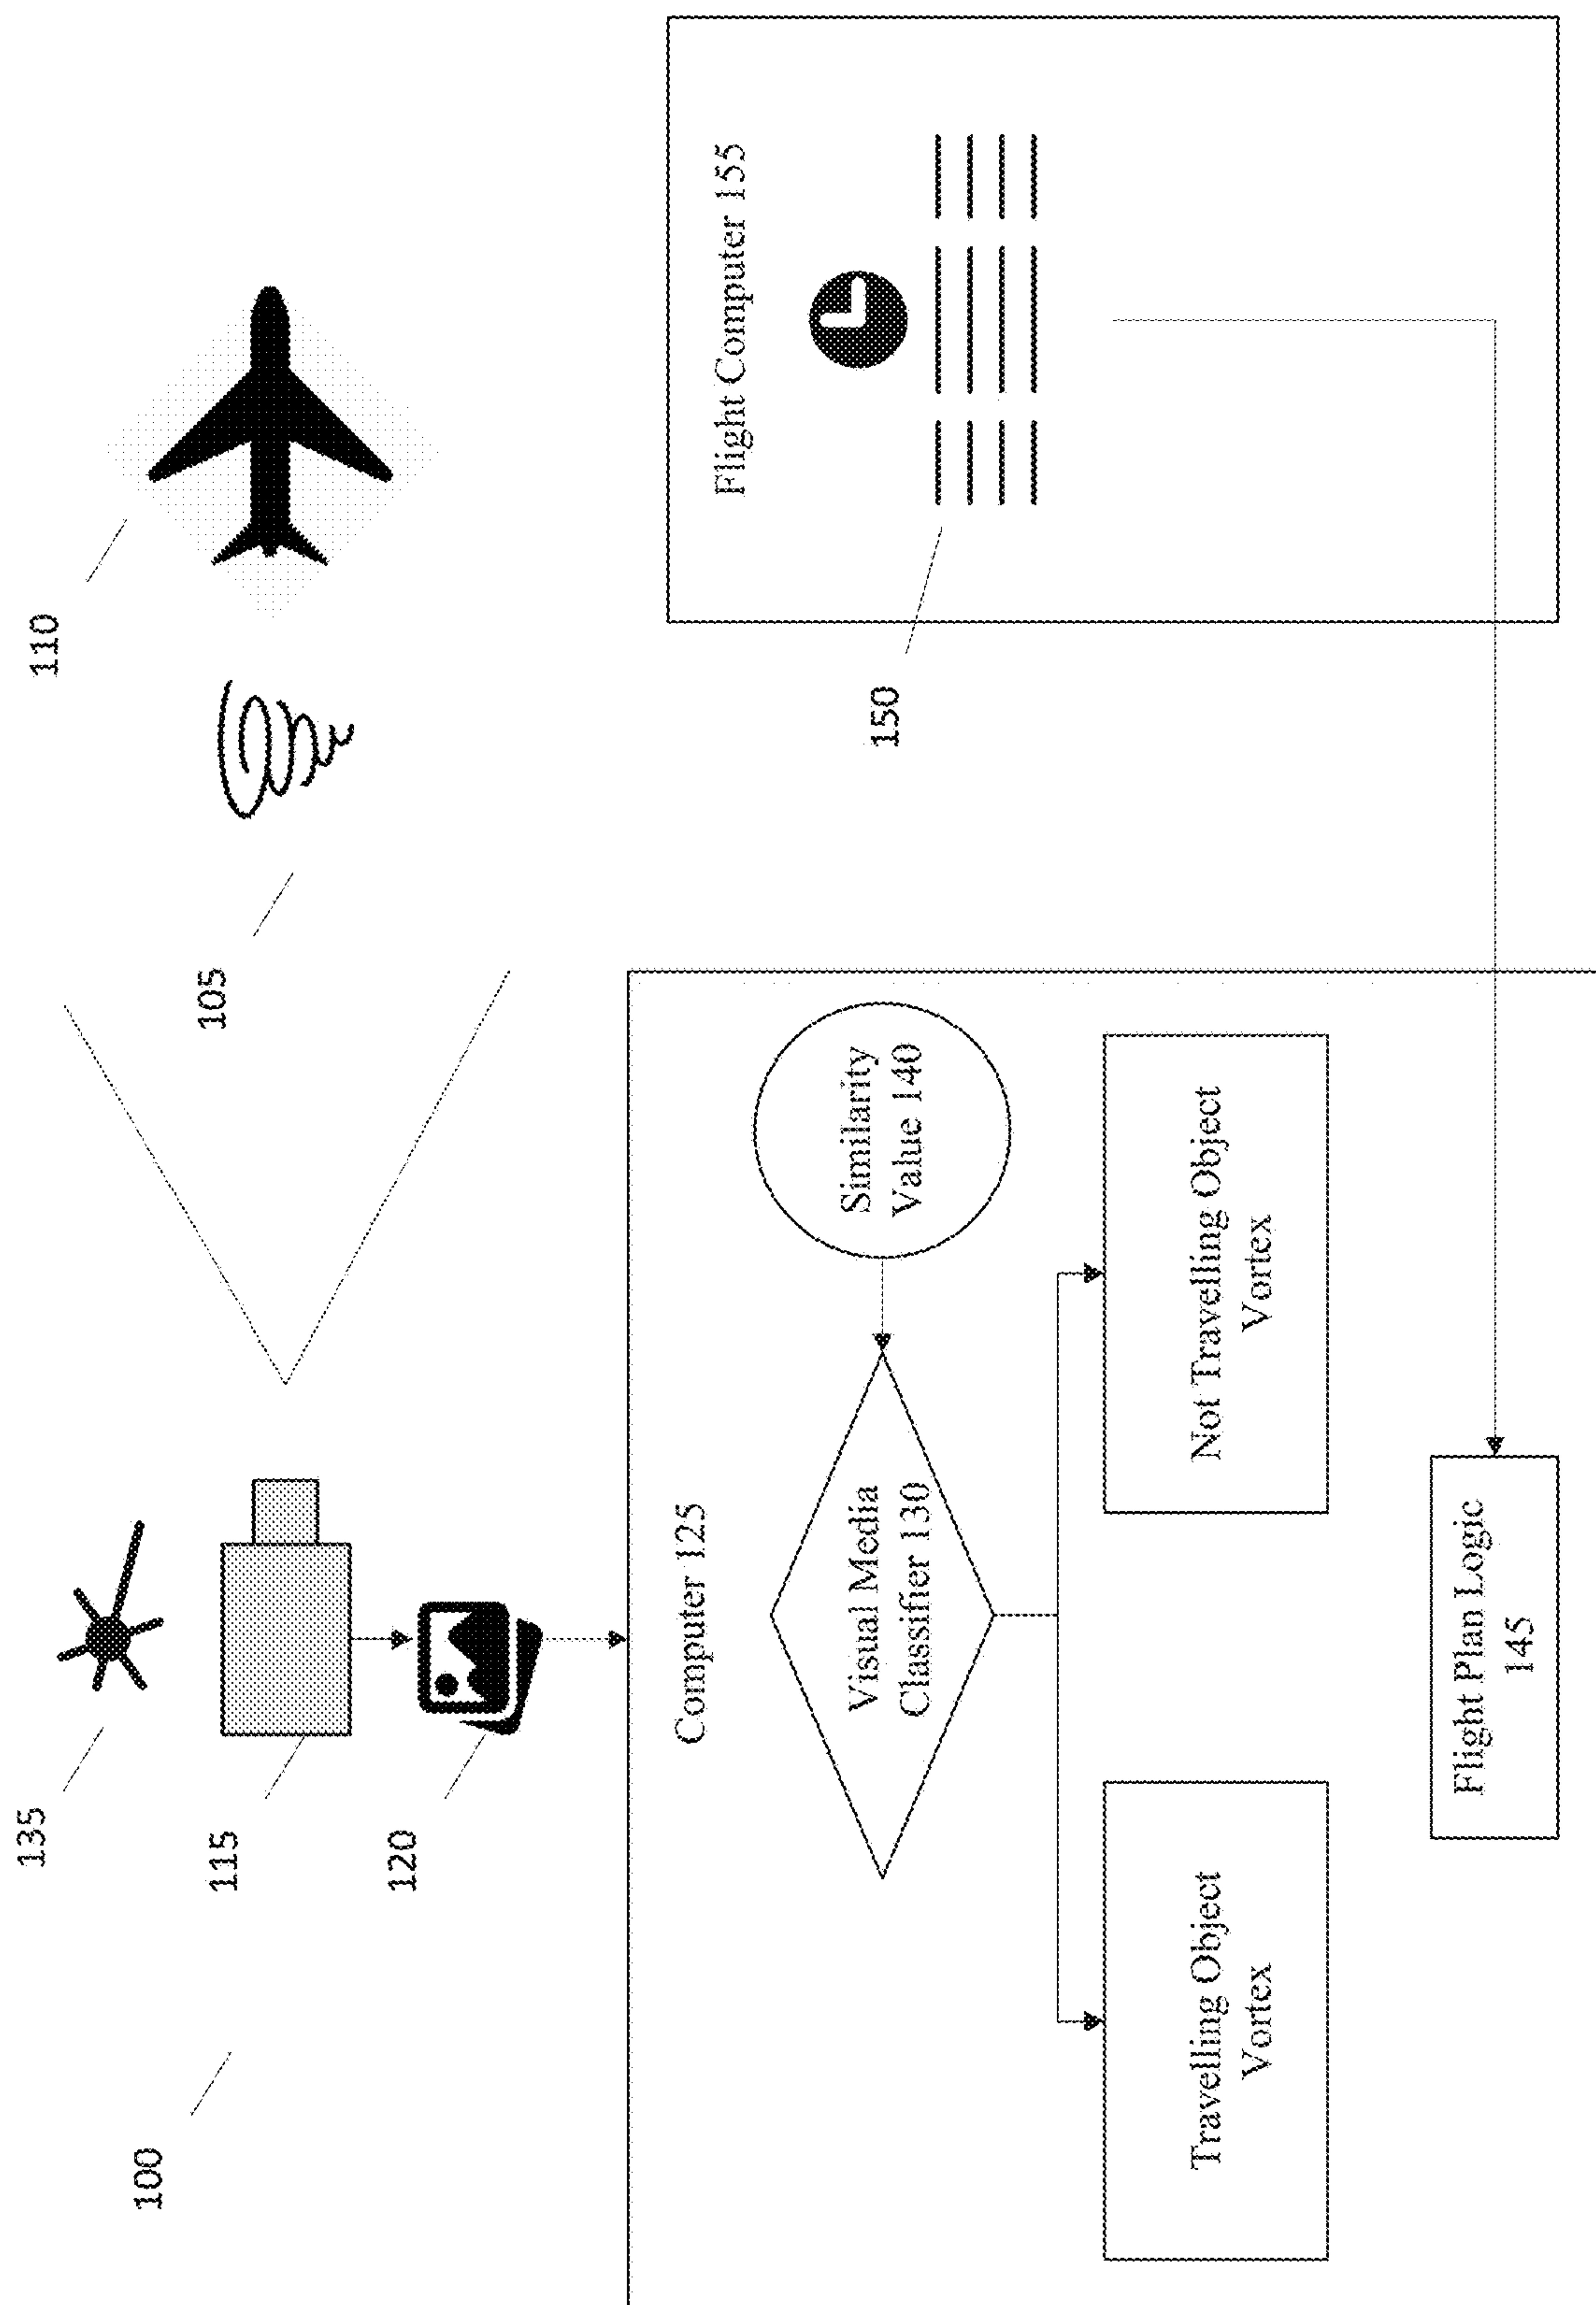 100
135
115
120
105
110
Computer 125
Visual Media
Classifier 130
Similarity
Value 140
Travelling Object
Vortex
Not Travelling Object
Vortex
Flight Plan Logic
145
150
Flight Computer 155